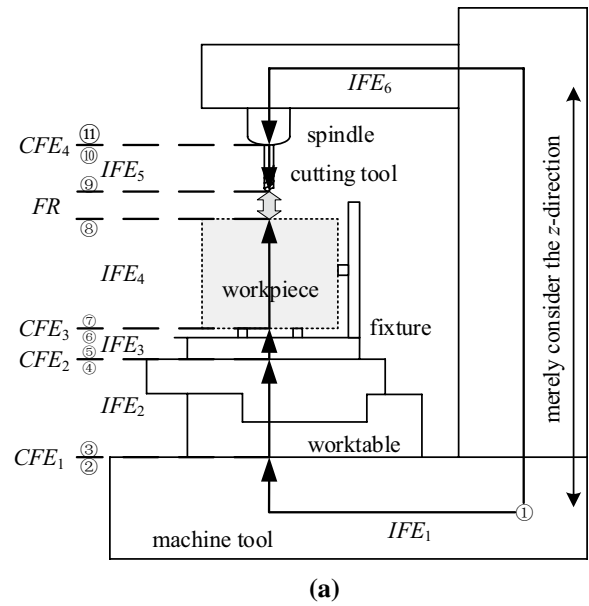 IFE₆
⑪
CFE₄
⑩
spindle
IFE₅
cutting tool
⑨
FR
⑧
IFE₄
workpiece
⑦
CFE₃
⑥
fixture
IFE₃
⑤
CFE₂
④
IFE₂
③
worktable
CFE₁
②
①
IFE₁
machine tool
merely consider the z-direction
(a)